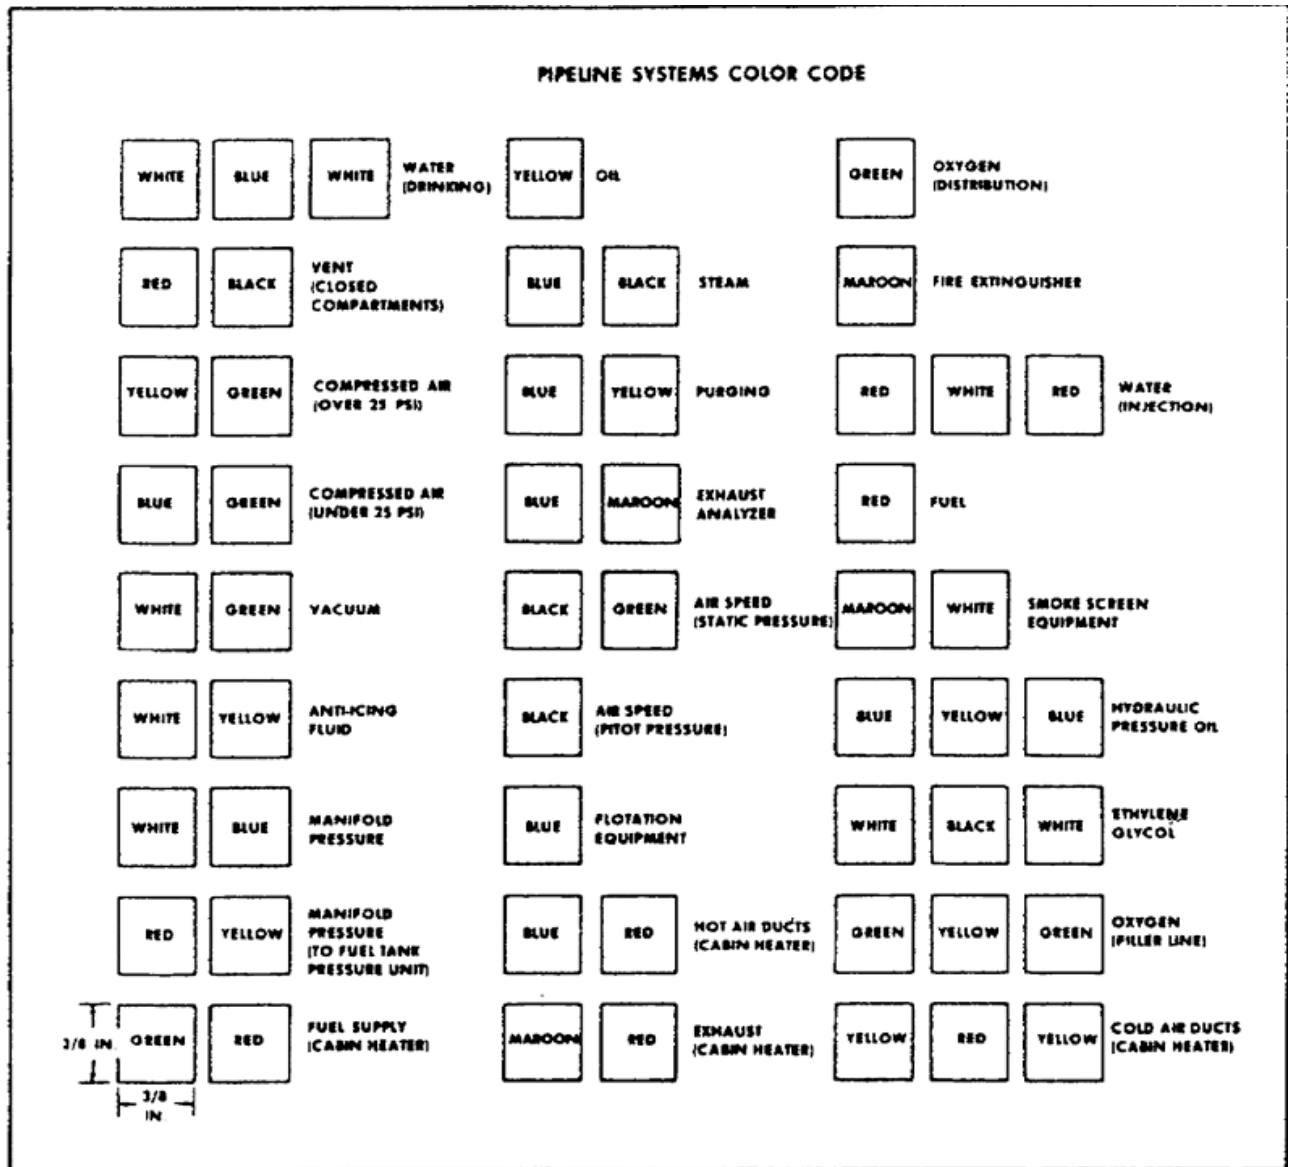 PIPELINE SYSTEMS COLOR CODE
WHITE BLUE WHITE WATER
(DRINKING)
YELLOW OIL
GREEN OXYGEN
(DISTRIBUTION)
RED BLACK VENT
(CLOSED
COMPARTMENTS)
BLUE BLACK STEAM
MAROON FIRE EXTINGUISHER
YELLOW GREEN COMPRESSED AIR
(OVER 25 PSI)
BLUE YELLOW PURGING
RED WHITE RED WATER
(INJECTION)
BLUE GREEN COMPRESSED AIR
(UNDER 25 PSI)
BLUE MAROON EXHAUST
ANALYZER
RED FUEL
WHITE GREEN VACUUM
BLACK GREEN AIR SPEED
(STATIC PRESSURE)
MAROON WHITE SMOKE SCREEN
EQUIPMENT
WHITE YELLOW ANTI-ICING
FLUID
BLACK AIR SPEED
(PITOT PRESSURE)
BLUE YELLOW BLUE HYDRAULIC
PRESSURE OIL
WHITE BLUE MANIFOLD
PRESSURE
BLUE FLOTATION
EQUIPMENT
WHITE BLACK WHITE ETHYLENE
GLYCOL
RED YELLOW MANIFOLD
PRESSURE
(TO FUEL TANK
PRESSURE UNIT)
BLUE RED HOT AIR DUCTS
(CABIN HEATER)
GREEN YELLOW GREEN OXYGEN
(FILLER LINE)
3/8 IN. GREEN RED FUEL SUPPLY
(CABIN HEATER)
MAROON RED EXHAUST
(CABIN HEATER)
YELLOW RED YELLOW COLD AIR DUCTS
(CABIN HEATER)
3/8
IN.